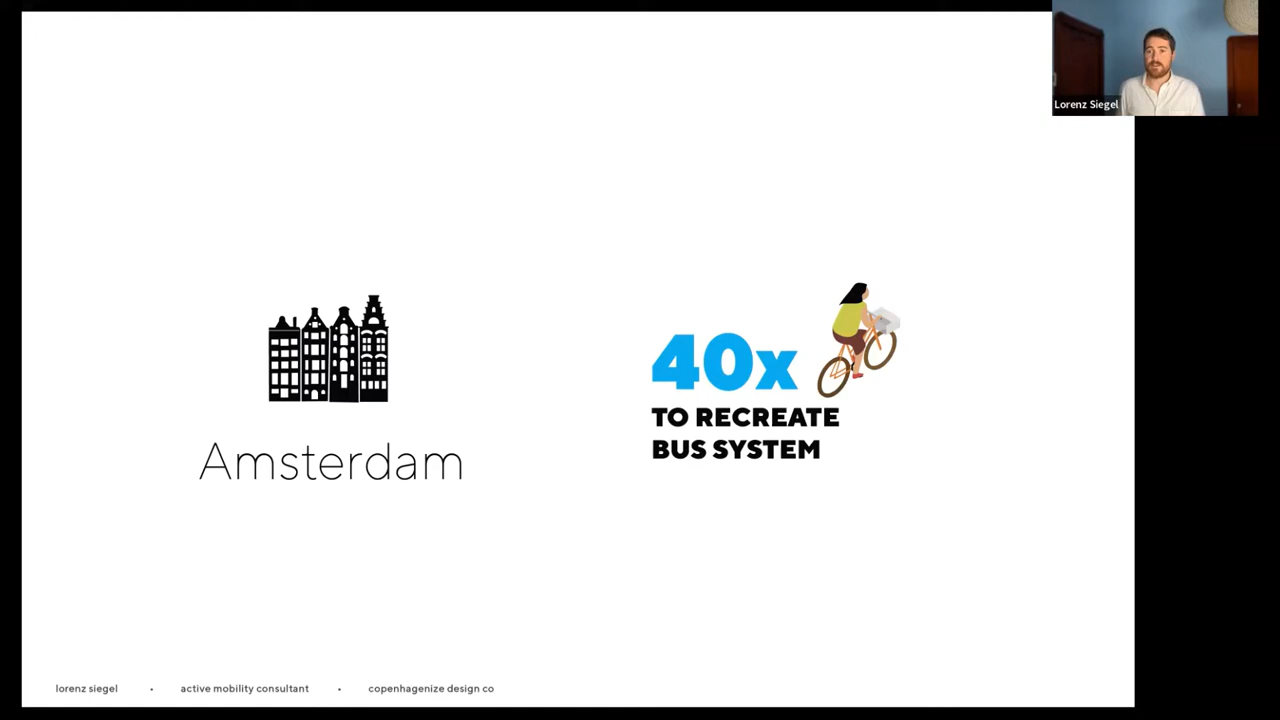 Lorenz Siegel
40x
TO RECREATE
BUS SYSTEM
Amsterdam
lorenz siegel • active mobility consultant • copenhagenize design co